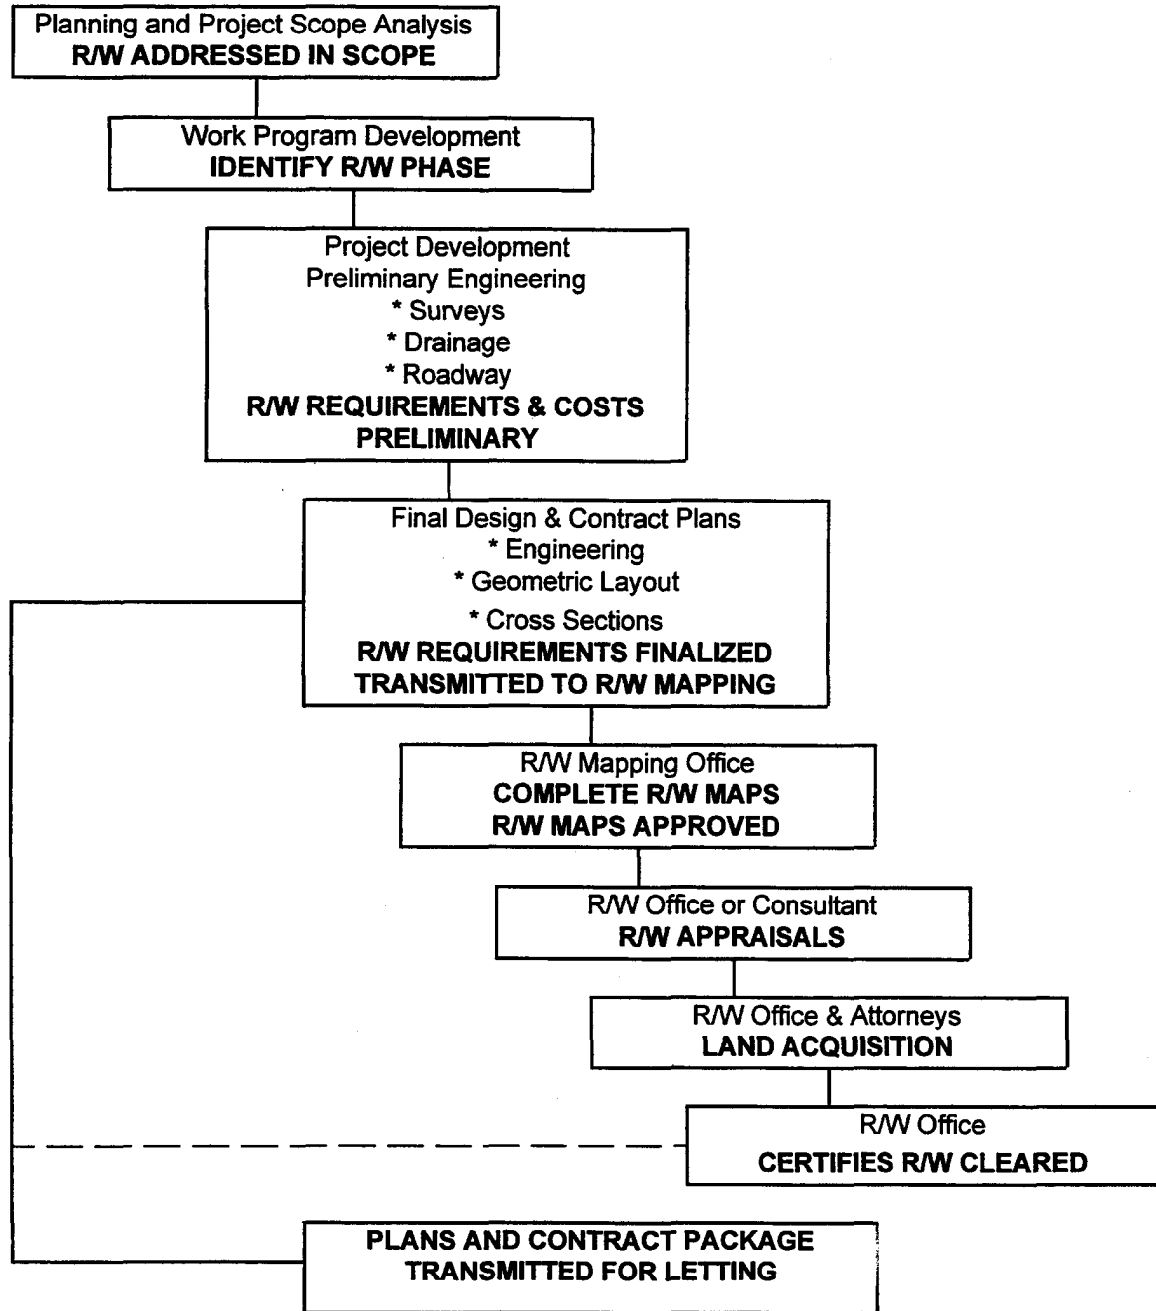 Planning and Project Scope Analysis
R/W ADDRESSED IN SCOPE
Work Program Development
IDENTIFY R/W PHASE
Project Development
Preliminary Engineering
* Surveys
* Drainage
* Roadway
R/W REQUIREMENTS & COSTS
PRELIMINARY
Final Design & Contract Plans
* Engineering
* Geometric Layout
* Cross Sections
R/W REQUIREMENTS FINALIZED
TRANSMITTED TO R/W MAPPING
R/W Mapping Office
COMPLETE R/W MAPS
R/W MAPS APPROVED
R/W Office or Consultant
R/W APPRAISALS
R/W Office & Attorneys
LAND ACQUISITION
R/W Office
CERTIFIES R/W CLEARED
PLANS AND CONTRACT PACKAGE
TRANSMITTED FOR LETTING